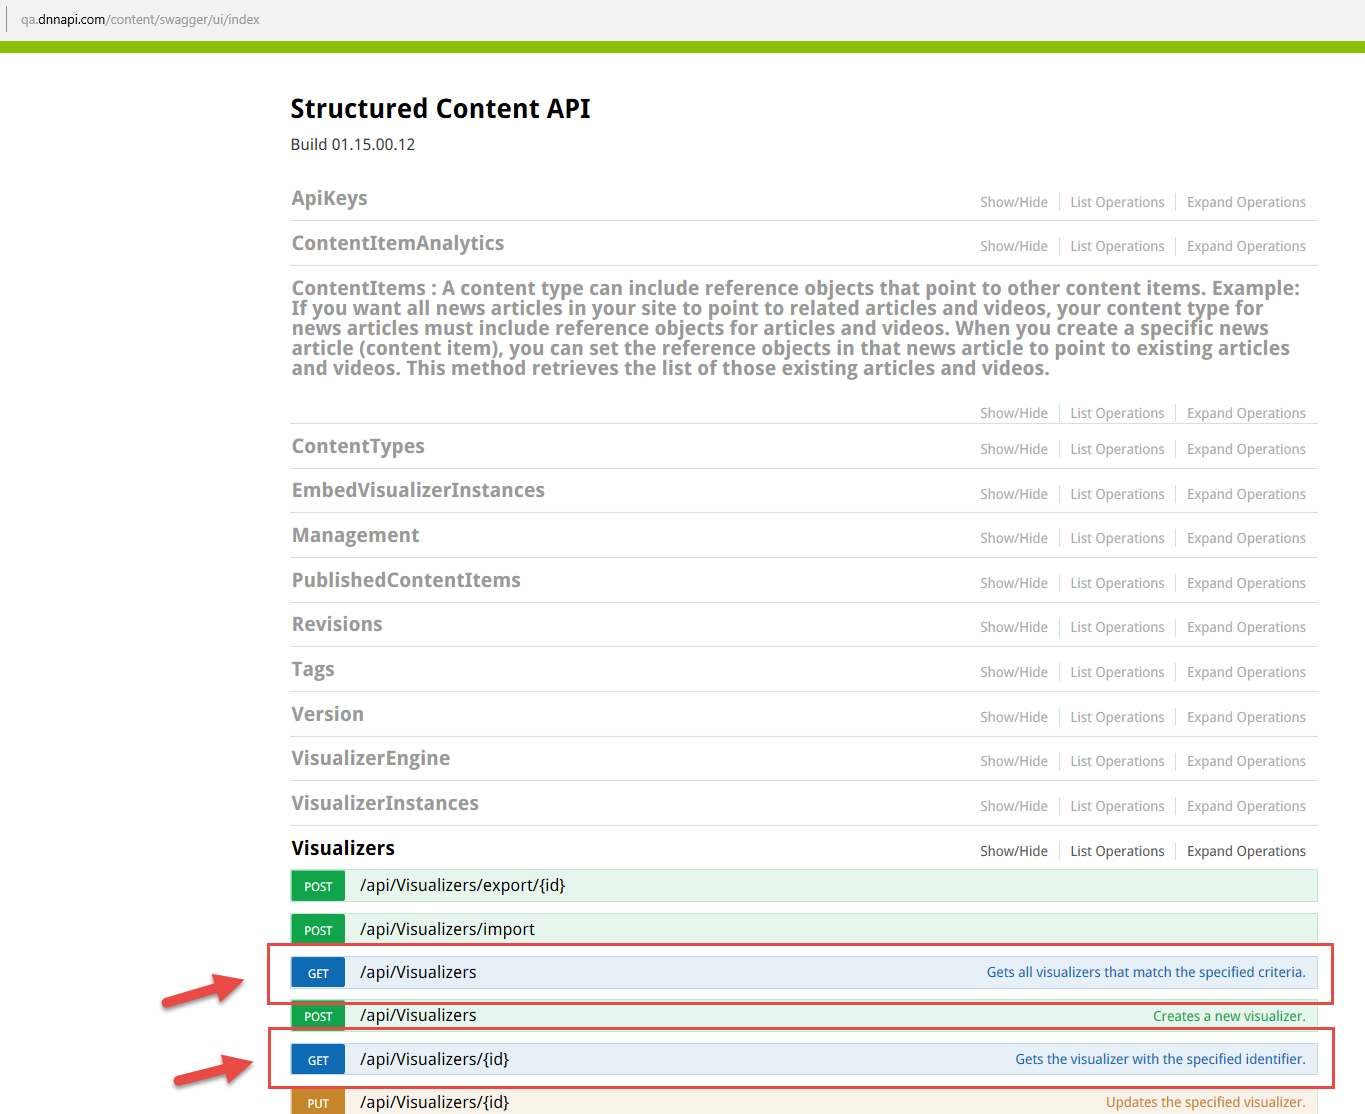 qa.dnnapi.com/content/swagger/ui/index
Structured Content API
Build 01.15.00.12
ApiKeys Show/Hide List Operations Expand Operations
ContentItemAnalytics Show/Hide List Operations Expand Operations
ContentItems : A content type can include reference objects that point to other content items. Example:
If you want all news articles in your site to point to related articles and videos, your content type for
news articles must include reference objects for articles and videos. When you create a specific news
article (content item), you can set the reference objects in that news article to point to existing articles
and videos. This method retrieves the list of those existing articles and videos.
Show/Hide List Operations Expand Operations
ContentTypes Show/Hide List Operations Expand Operations
EmbedVisualizerInstances Show/Hide List Operations Expand Operations
Management Show/Hide List Operations Expand Operations
PublishedContentItems Show/Hide List Operations Expand Operations
Revisions Show/Hide List Operations Expand Operations
Tags Show/Hide List Operations Expand Operations
Version Show/Hide List Operations Expand Operations
VisualizerEngine Show/Hide List Operations Expand Operations
VisualizerInstances Show/Hide List Operations Expand Operations
Visualizers Show/Hide List Operations Expand Operations
POST /api/Visualizers/export/{id}
POST /api/Visualizers/import
GET /api/Visualizers Gets all visualizers that match the specified criteria.
POST /api/Visualizers Creates a new visualizer.
GET /api/Visualizers/{id} Gets the visualizer with the specified identifier.
PUT /api/Visualizers/{id} Updates the specified visualizer.